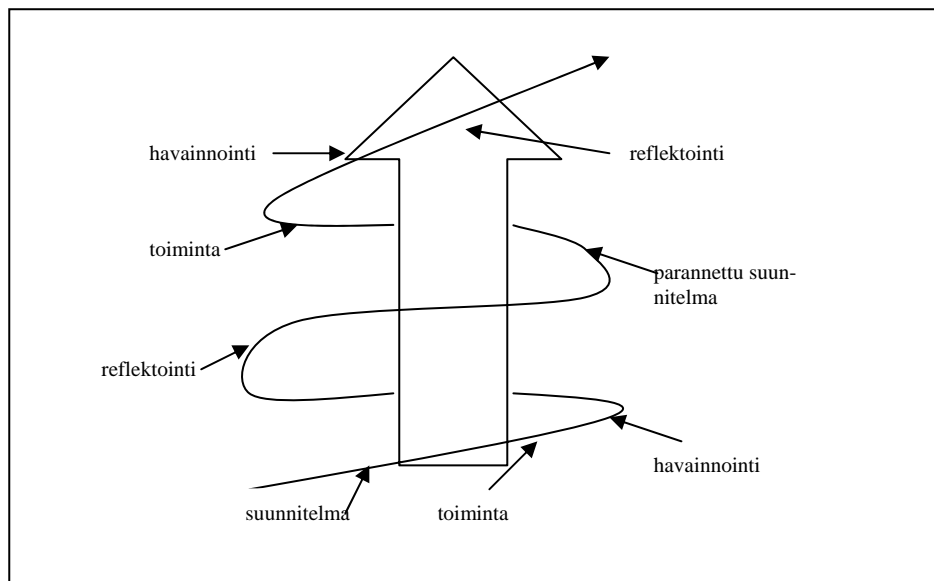 havainnointi
reflektointi
toiminta
parannettu suun-
nitelma
reflektointi
havainnointi
suunnitelma
toiminta